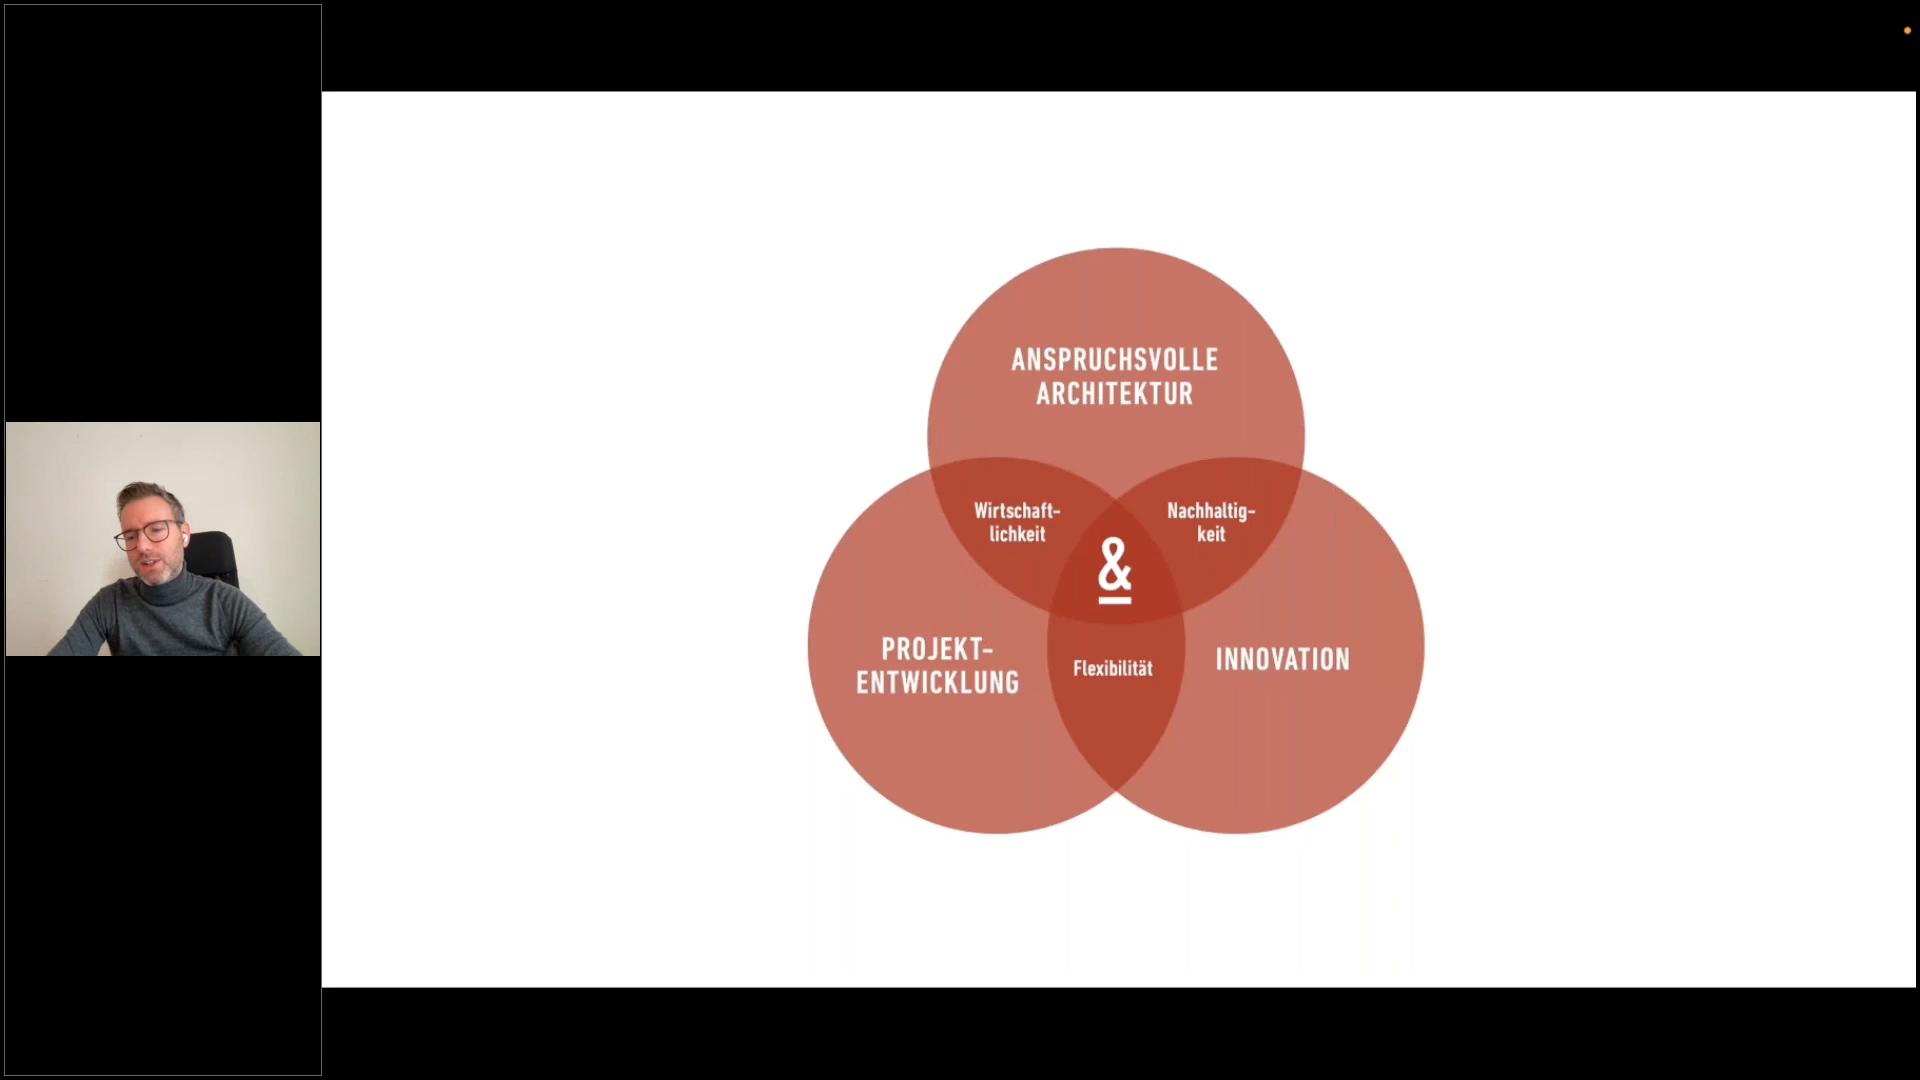 ANSPRUCHSVOLLE
ARCHITEKTUR
Wirtschaft-
lichkeit
Nachhaltig-
keit
&
PROJEKT-
ENTWICKLUNG
Flexibilität
INNOVATION